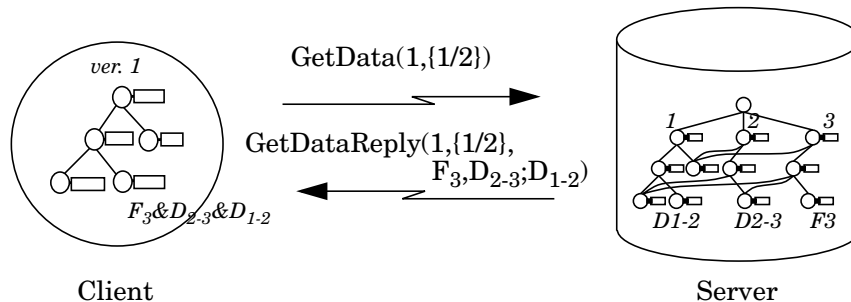 ver. 1
GetData(1,{1/2})
GetDataReply(1,{1/2},
F3,D2-3;D1-2)
F3&D2-3&D1-2
1 2 3
D1-2 D2-3 F3
Client
Server